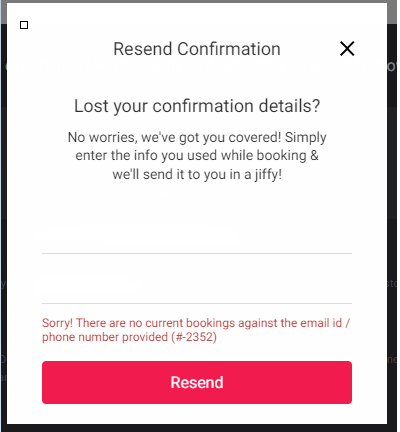 Resend Confirmation
Lost your confirmation details?
No worries, we've got you covered! Simply
enter the info you used while booking &
we'll send it to you in a jiffy!
Sorry! There are no current bookings against the email id /
phone number provided (#-2352)
Resend